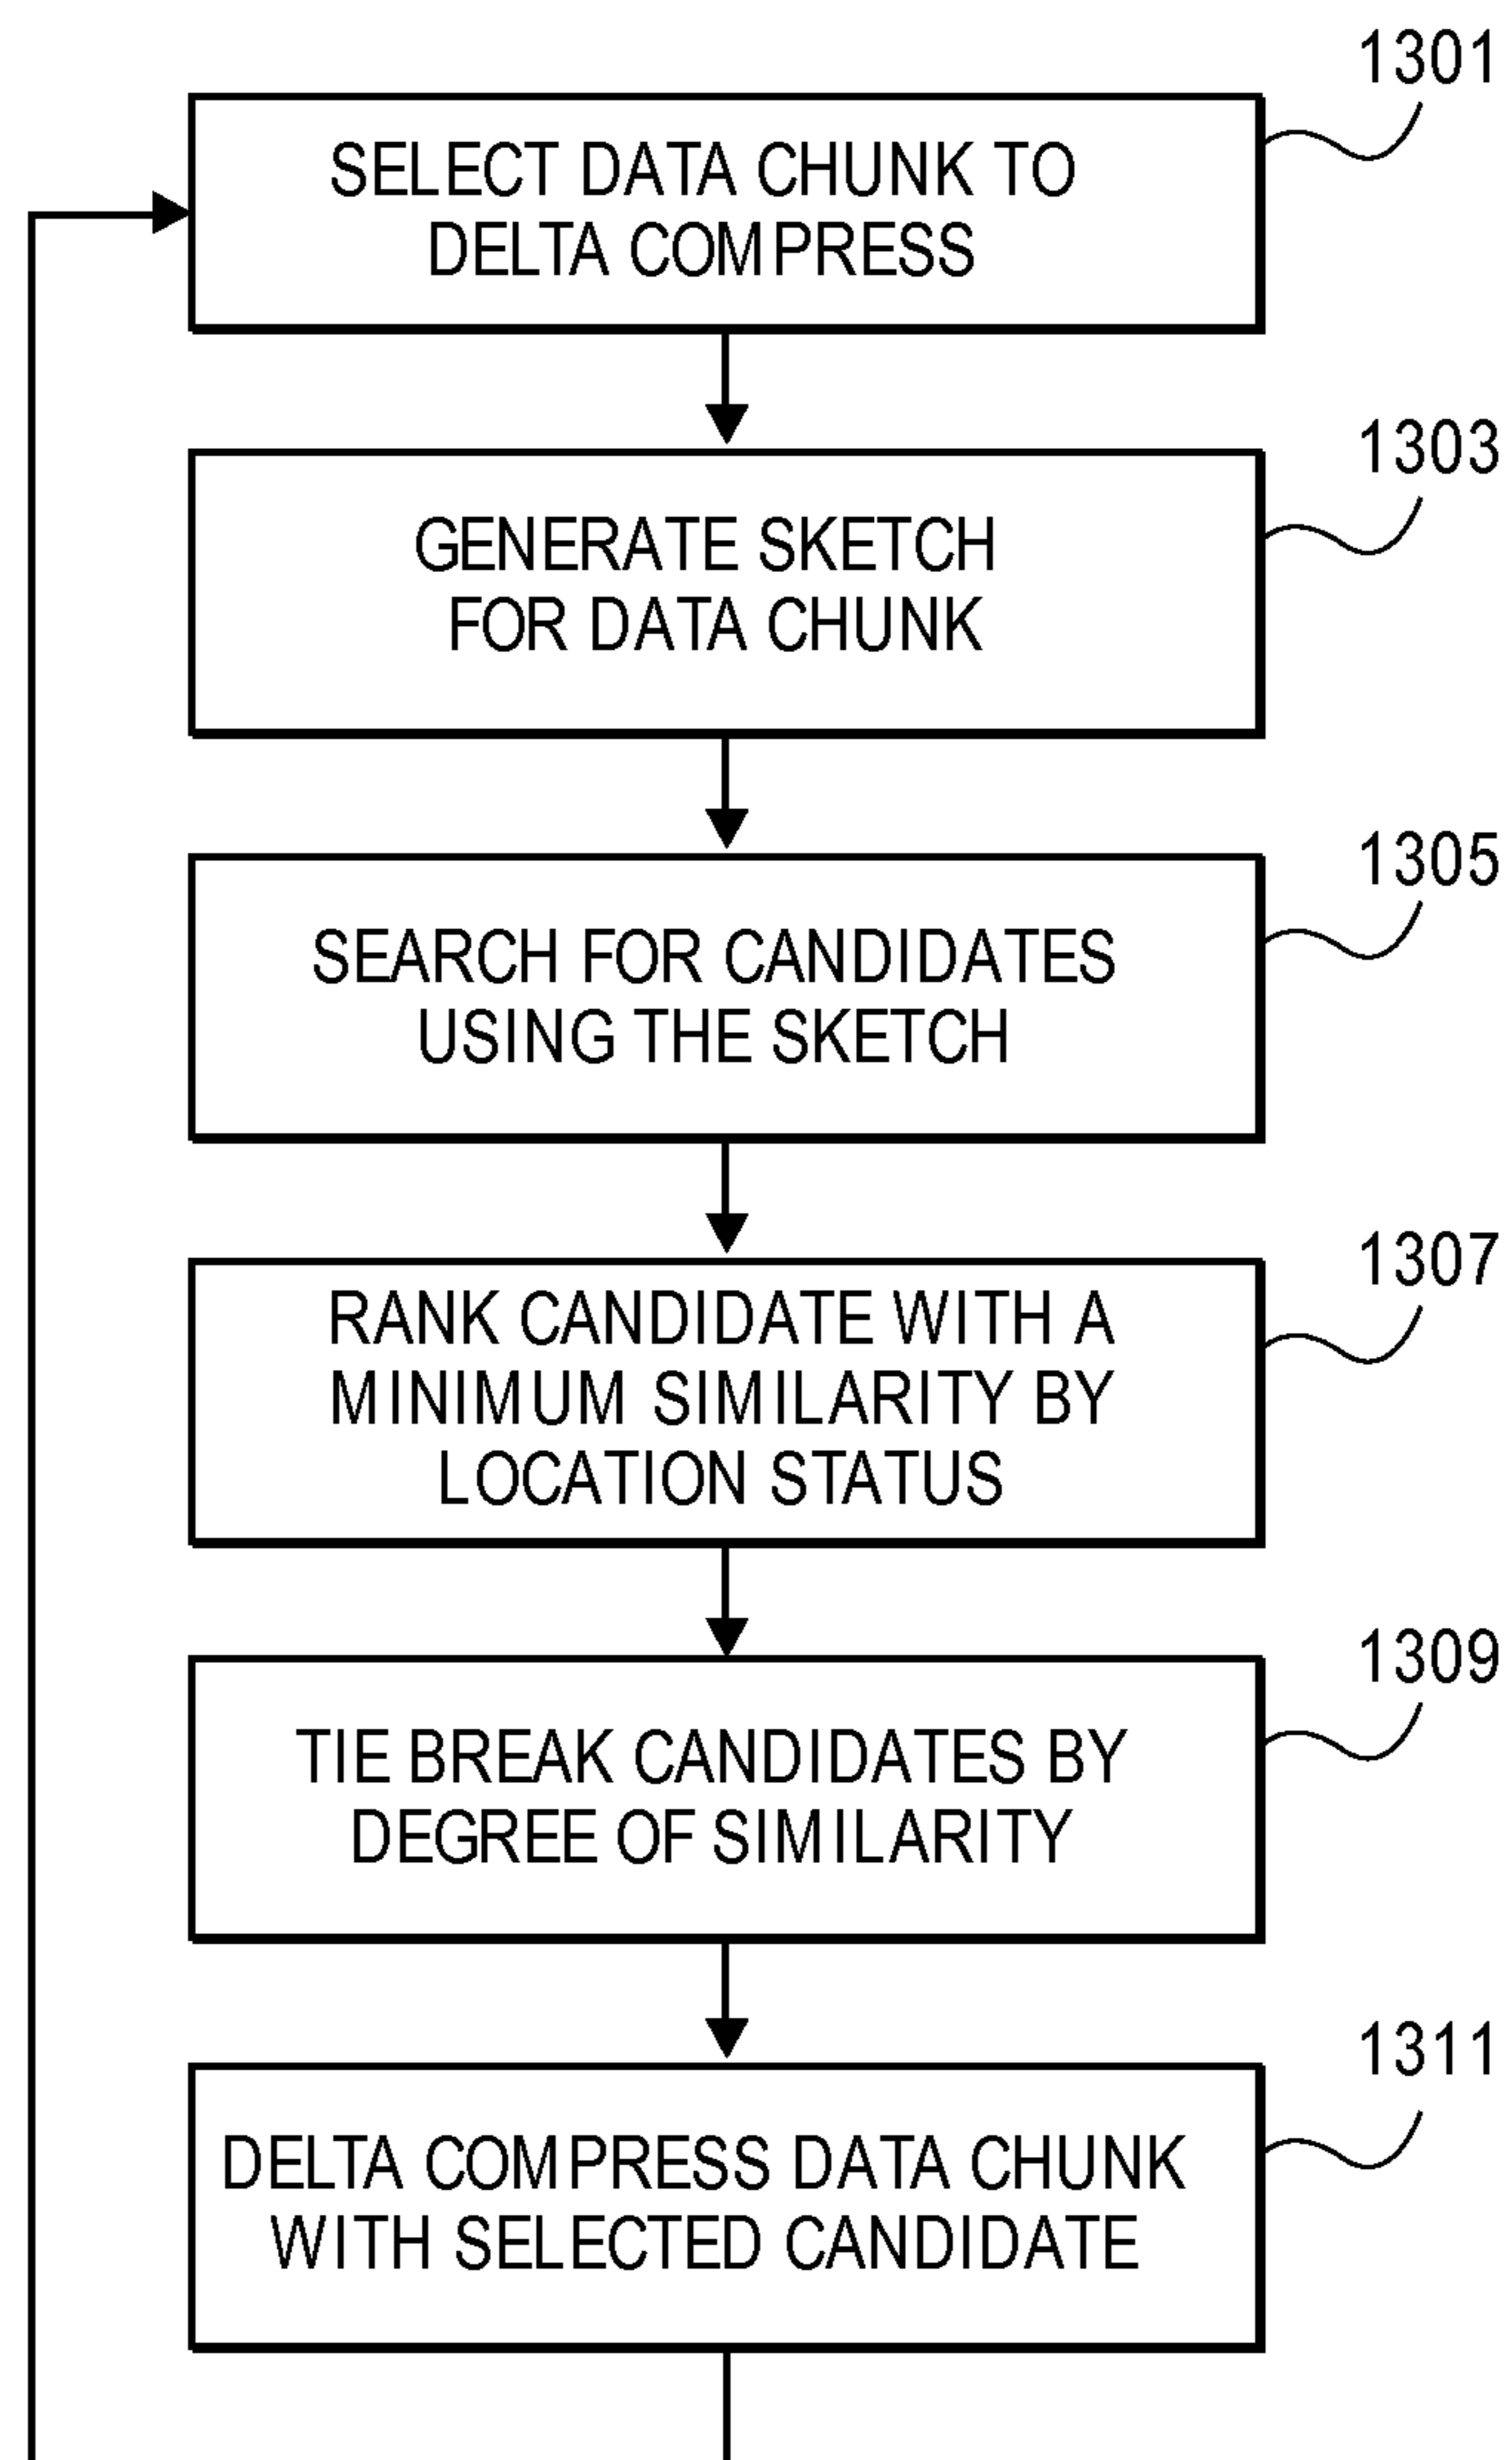 1301
SELECT DATA CHUNK TO
DELTA COMPRESS
1303
GENERATE SKETCH
FOR DATA CHUNK
1305
SEARCH FOR CANDIDATES
USING THE SKETCH
1307
RANK CANDIDATE WITH A
MINIMUM SIMILARITY BY
LOCATION STATUS
1309
TIE BREAK CANDIDATES BY
DEGREE OF SIMILARITY
1311
DELTA COMPRESS DATA CHUNK
WITH SELECTED CANDIDATE